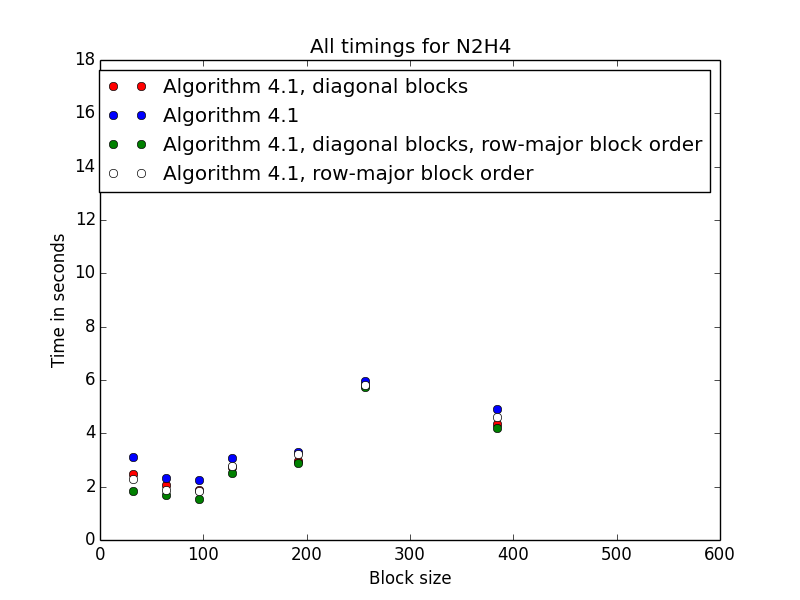 All timings for N2H4
18
16
14
12
10
8
6
4
2
0
Algorithm 4.1, diagonal blocks
Algorithm 4.1
Algorithm 4.1, diagonal blocks, row-major block order
Algorithm 4.1, row-major block order
Time in seconds
0 100 200 300 400 500 600
Block size